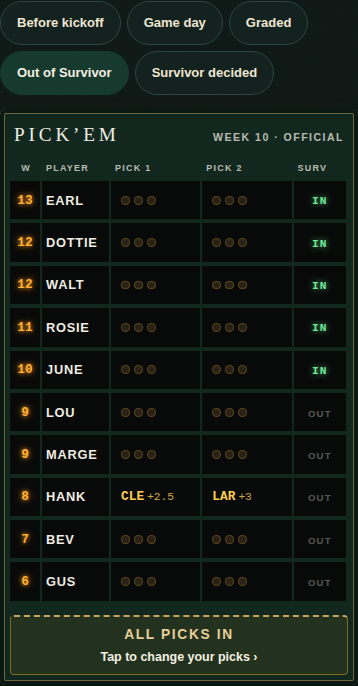 Before kickoff Game day Graded
Out of Survivor Survivor decided
PICK'EM WEEK 10 · OFFICIAL
W PLAYER PICK 1 PICK 2 SURV
13 EARL IN
12 DOTTIE IN
12 WALT IN
11 ROSIE IN
10 JUNE IN
9 LOU OUT
9 MARGE OUT
8 HANK CLE +2.5 LAR +3 OUT
7 BEV OUT
6 GUS OUT
ALL PICKS IN
Tap to change your picks ›